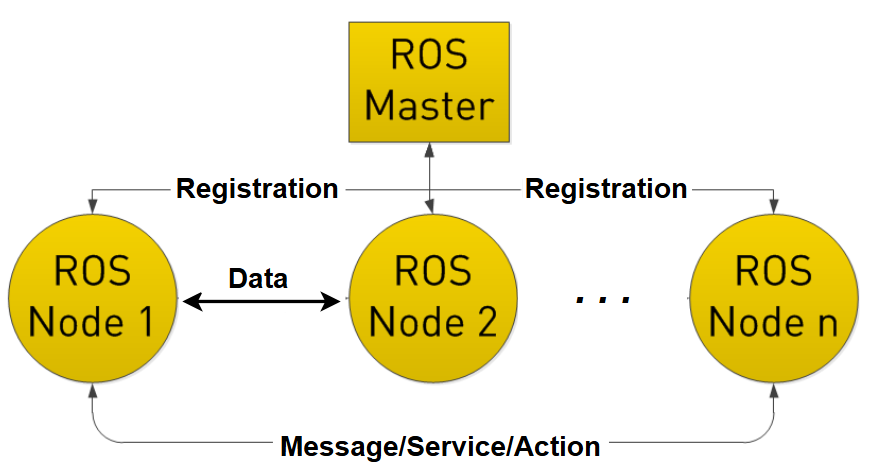 ROS
Master
Registration
Registration
ROS
Node 1
Data
ROS
Node 2
. . .
ROS
Node n
Message/Service/Action